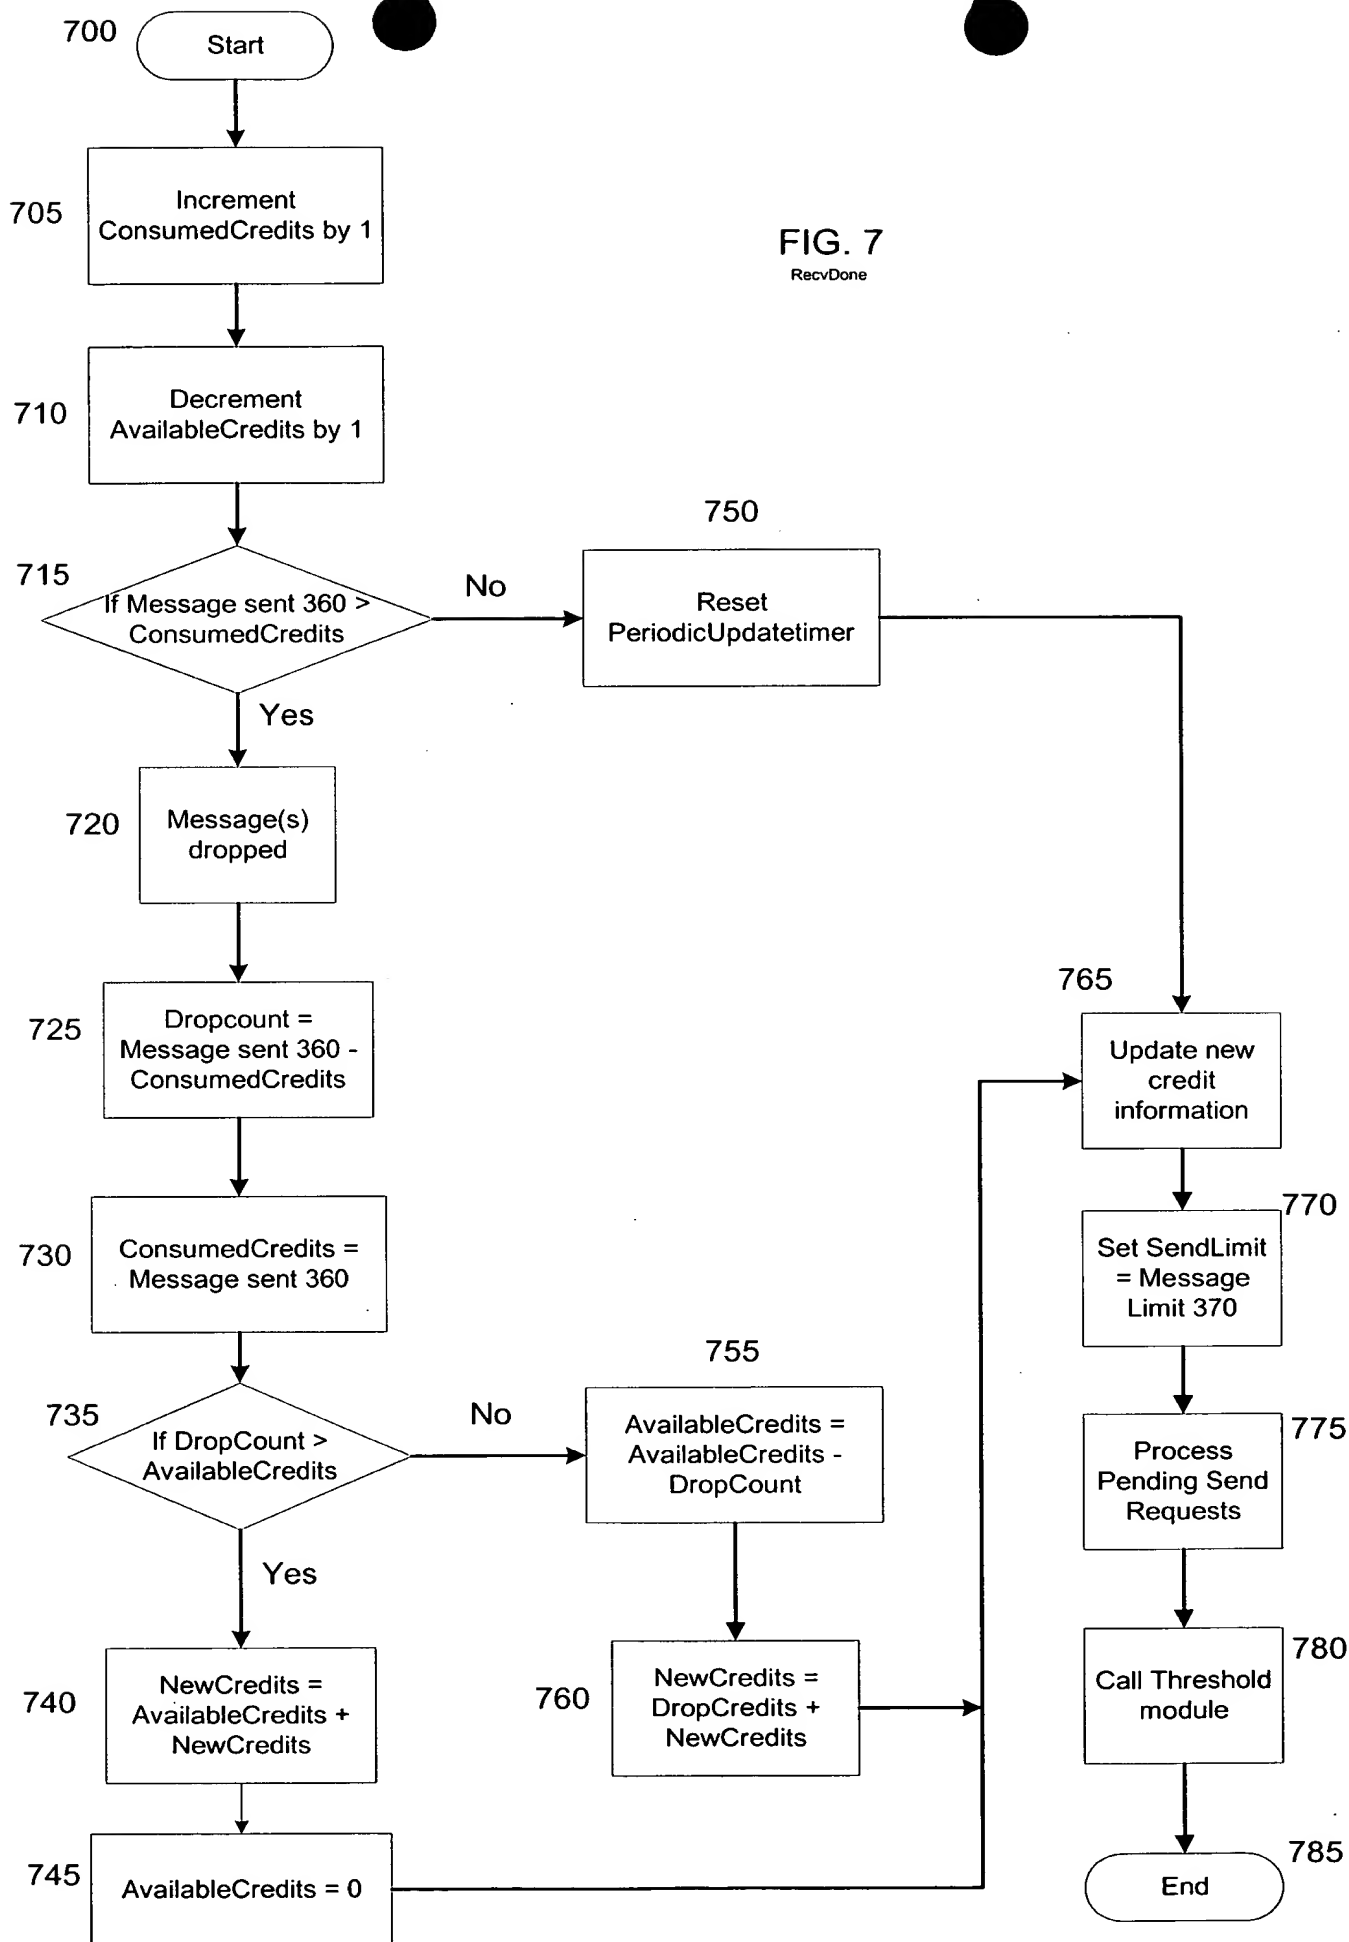 700
Start
705
Increment
ConsumedCredits by 1
FIG. 7
RecvDone
710
Decrement
AvailableCredits by 1
715
If Message sent 360 >
ConsumedCredits
No
750
Reset
PeriodicUpdatetimer
Yes
720
Message(s)
dropped
725
Dropcount =
Message sent 360 -
ConsumedCredits
730
ConsumedCredits =
Message sent 360
735
If DropCount >
AvailableCredits
No
755
AvailableCredits =
AvailableCredits -
DropCount
Yes
740
NewCredits =
AvailableCredits +
NewCredits
760
NewCredits =
DropCredits +
NewCredits
745
AvailableCredits = 0
765
Update new
credit
information
770
Set SendLimit
= Message
Limit 370
775
Process
Pending Send
Requests
780
Call Threshold
module
785
End